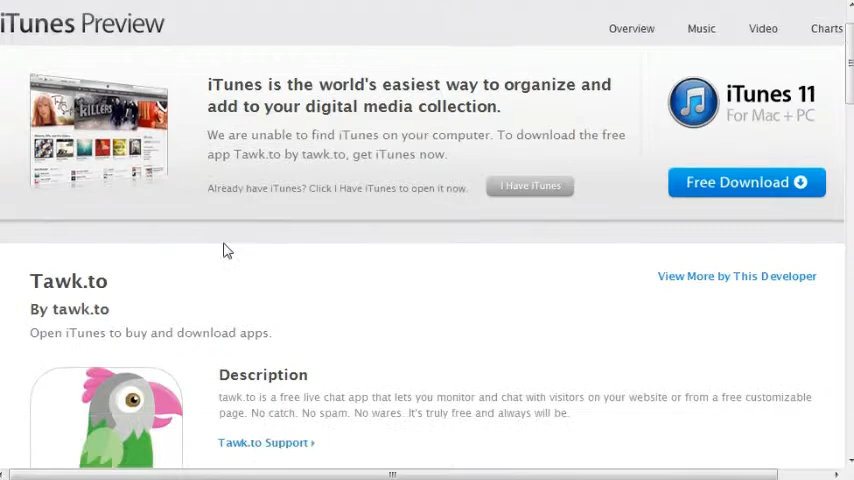 iTunes Preview
Overview Music Video Charts
iTunes is the world's easiest way to organize and
add to your digital media collection.
We are unable to find iTunes on your computer. To download the free
app Tawk.to by tawk.to, get iTunes now.
Already have iTunes? Click I Have iTunes to open it now.
I Have iTunes
iTunes 11
For Mac + PC
Free Download
Tawk.to
View More by This Developer
By tawk.to
Open iTunes to buy and download apps.
Description
tawk.to is a free live chat app that lets you monitor and chat with visitors on your website or from a free customizable
page. No catch. No spam. No wares. It's truly free and always will be.
Tawk.to Support